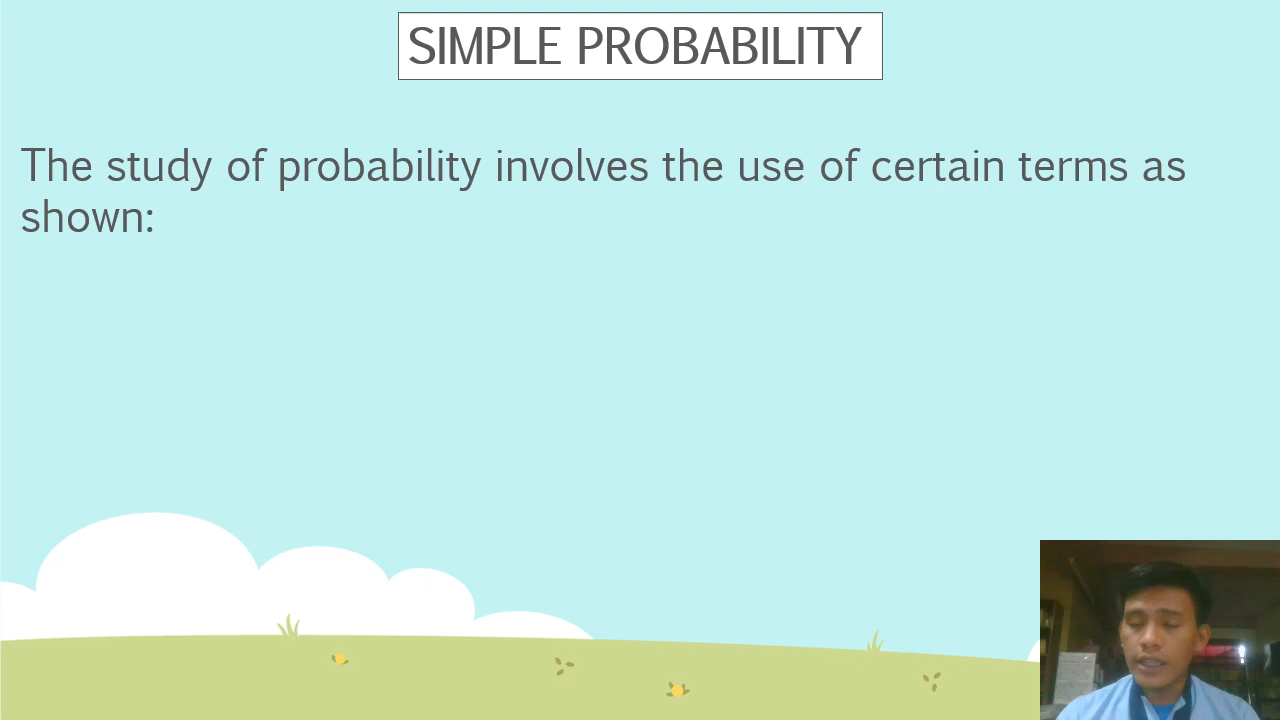 SIMPLE PROBABILITY
The study of probability involves the use of certain terms as
shown: